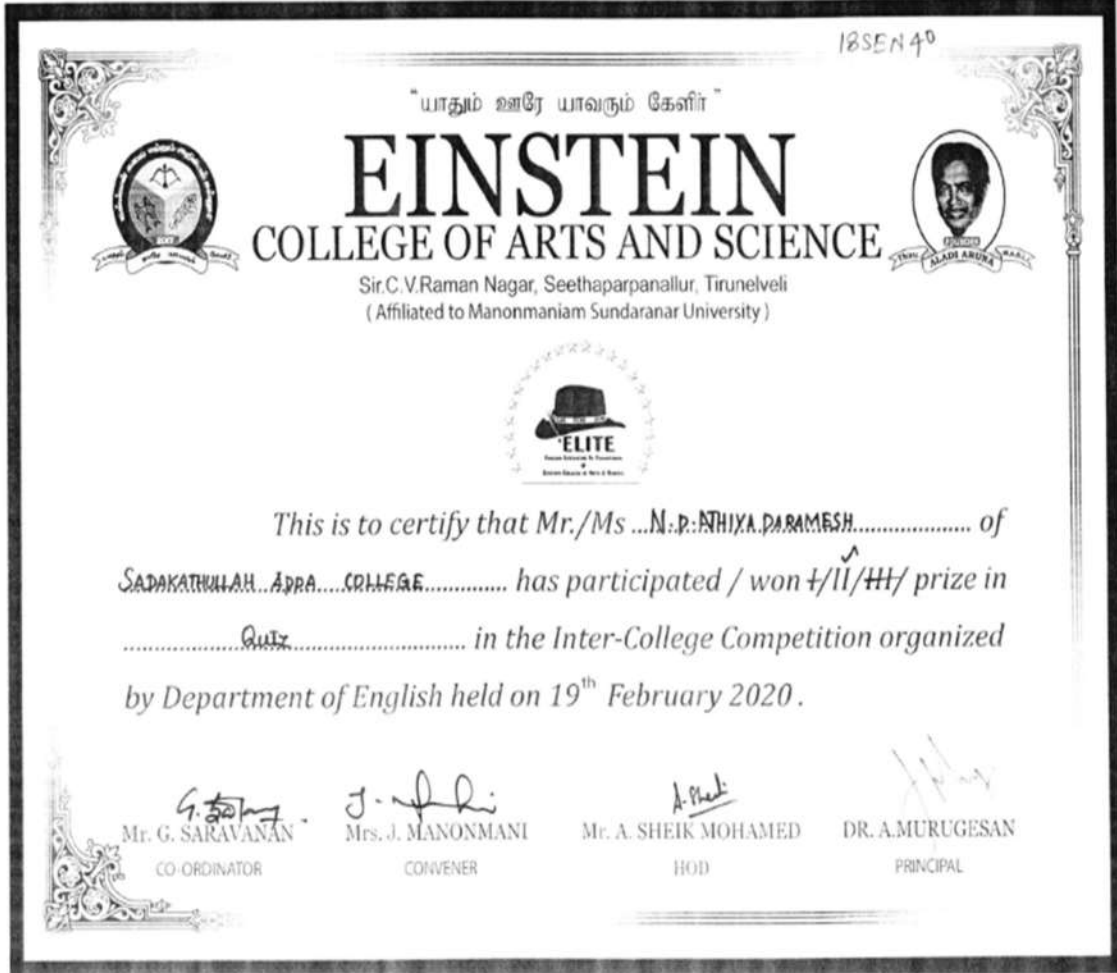 18SEN40
"யாதும் ஊரே யாவரும் கேளிர்"
EINSTEIN
COLLEGE OF ARTS AND SCIENCE
Sir.C.V.Raman Nagar, Seethaparpanallur, Tirunelveli
( Affiliated to Manonmaniam Sundaranar University )
FOUNDER
ALADI ARUNA
ELITE
This is to certify that Mr./Ms ...N.P.ATHIYA PARAMESH................... of
SADAKATHULLAH APPA COLLEGE............. has participated / won I/II/III/ prize in
.................Quiz......................... in the Inter-College Competition organized
by Department of English held on 19th February 2020 .
Mr. G. SARAVANAN Mrs. J. MANONMANI Mr. A. SHEIK MOHAMED DR. A.MURUGESAN
CO-ORDINATOR CONVENER HOD PRINCIPAL